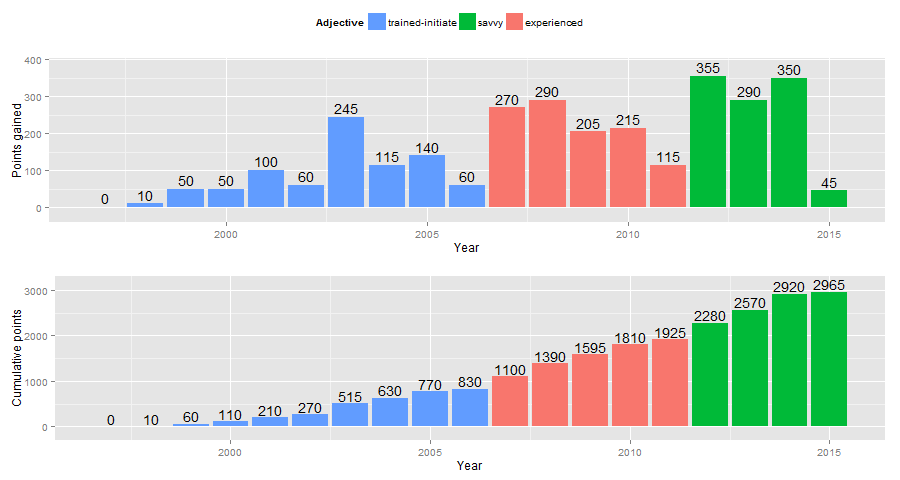 Adjective trained-initiate savvy experienced
400
300
200
100
0
Points gained
0 10 50 50 100 60 245 115 140 60 270 290 205 215 115 355 290 350 45
2000 2005 2010 2015
Year
3000
2000
1000
0
Cumulative points
0 10 60 110 210 270 515 630 770 830 1100 1390 1595 1810 1925 2280 2570 2920 2965
2000 2005 2010 2015
Year